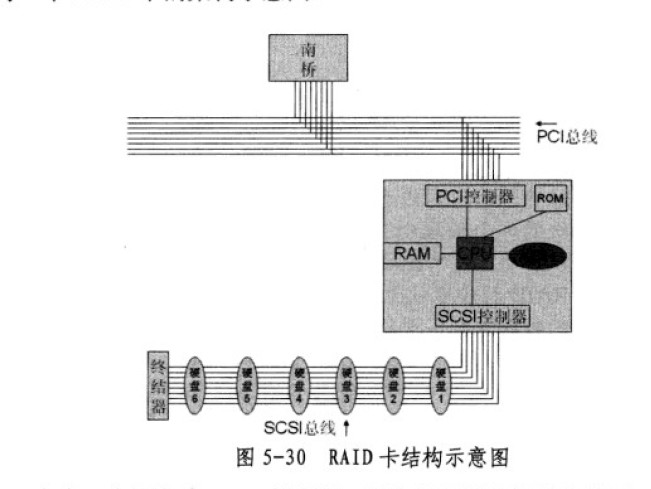 南
桥
PCI总线
PCI控制器
ROM
RAM
CPU
SCSI控制器
终结器
硬盘6
硬盘5
硬盘4
硬盘3
硬盘2
硬盘1
SCSI总线
图 5-30 RAID 卡结构示意图